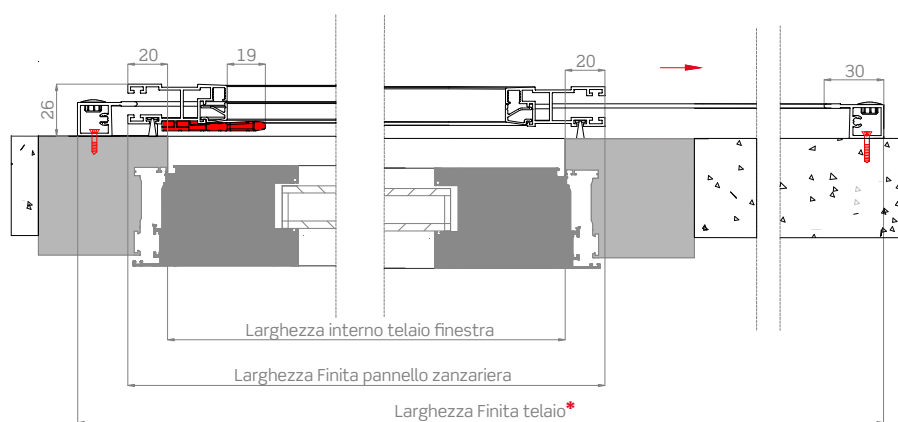 20
19
20
30
26
Larghezza interno telaio finestra
Larghezza Finita pannello zanzariera
Larghezza Finita telaio*